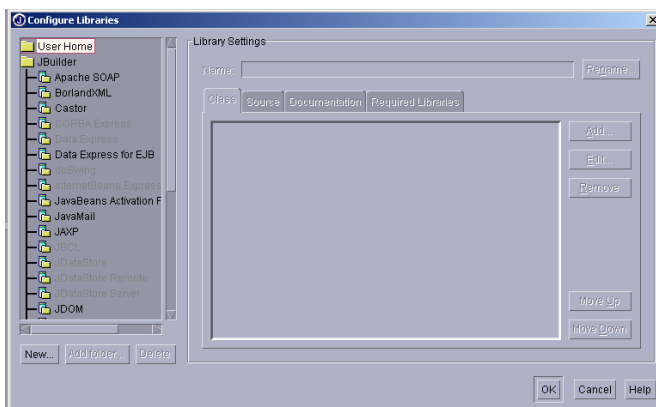 Configure Libraries
User Home
JBuilder
Apache SOAP
BorlandXML
Castor
CORBA Express
Data Express
Data Express for EJB
dbSwing
InternetBeans Express
JavaBeans Activation F
JavaMail
JAXP
JBCL
JDataStore
JDataStore Remote
JDataStore Server
JDOM
New...
Add folder...
Delete
Library Settings
Name:
Rename...
Class
Source
Documentation
Required Libraries
Add...
Edit...
Remove
Move Up
Move Down
OK
Cancel
Help